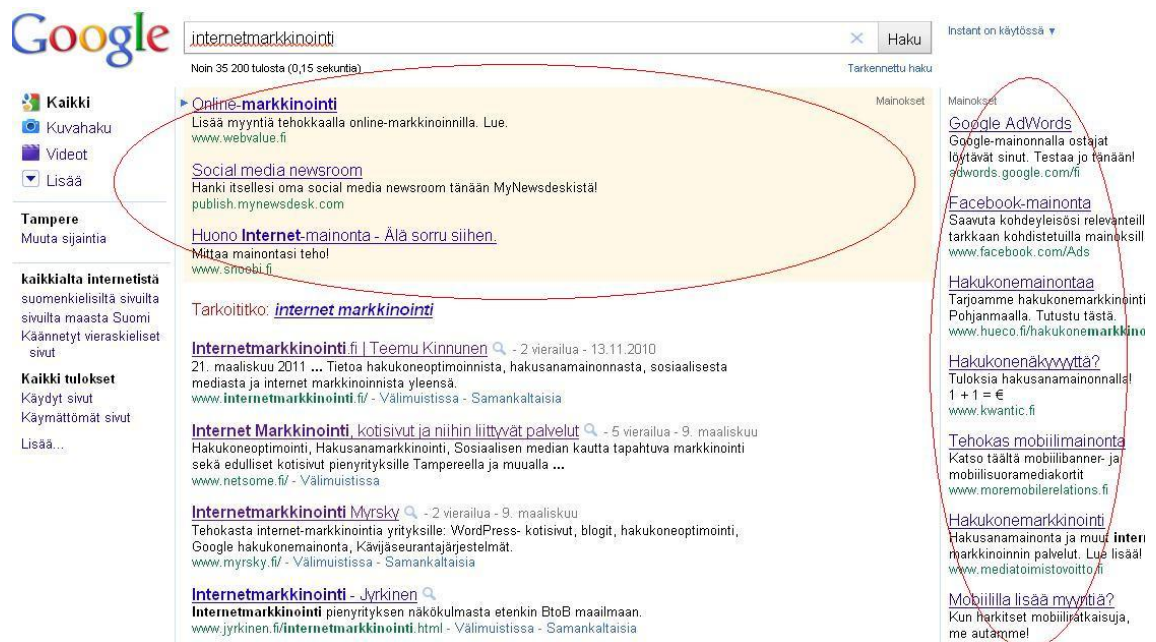 Google
internetmarkkinointi
Haku
Instant on käytössä
Noin 35 200 tulosta (0,15 sekuntia)
Tarkennettu haku
Kaikki
Kuvahaku
Videot
Lisää
Tampere
Muuta sijaintia
kaikkialta internetistä
suomenkielisiltä sivuilta
sivuilta maasta Suomi
Käännetyt vieraskieliset
sivut
Kaikki tulokset
Käydyt sivut
Käymättömät sivut
Lisää...
Mainokset
Online-markkinointi
Lisää myyntiä tehokkaalla online-markkinoinnilla. Lue.
www.webvalue.fi
Social media newsroom
Hanki itsellesi oma social media newsroom tänään MyNewsdeskistä!
publish.mynewsdesk.com
Huono Internet-mainonta - Älä sorru siihen.
Mittaa mainontasi teho!
www.snoobi.fi
Tarkoititko: internet markkinointi
Internetmarkkinointi.fi | Teemu Kinnunen - 2 vierailua - 13.11.2010
21. maaliskuu 2011 ... Tietoa hakukoneoptimoinnista, hakusanamainonnasta, sosiaalisesta
mediasta ja internet markkinoinnista yleensä.
www.internetmarkkinointi.fi/ - Välimuistissa - Samankaltaisia
Internet Markkinointi, kotisivut ja niihin liittyvät palvelut - 5 vierailua - 9. maaliskuu
Hakukoneoptimointi, Hakusanamarkkinointi, Sosiaalisen median kautta tapahtuva markkinointi
sekä edulliset kotisivut pienyrityksille Tampereella ja muualla ...
www.netsome.fi/ - Välimuistissa
Internetmarkkinointi Myrsky - 2 vierailua - 9. maaliskuu
Tehokasta internet-markkinointia yrityksille: WordPress- kotisivut, blogit, hakukoneoptimointi,
Google hakukonemainonta, Kävijäseurantajärjestelmät.
www.myrsky.fi/ - Välimuistissa - Samankaltaisia
Internetmarkkinointi - Jyrkinen
Internetmarkkinointi pienyrityksen näkökulmasta etenkin BtoB maailmaan.
www.jyrkinen.fi/internetmarkkinointi.html - Välimuistissa - Samankaltaisia
Mainokset
Google AdWords
Google-mainonnalla ostajat
löytävät sinut. Testaa jo tänään!
adwords.google.com/fi
Facebook-mainonta
Saavuta kohdeyleisösi relevanteill
tarkkaan kohdistetuilla mainoksill
www.facebook.com/Ads
Hakukonemainontaa
Tarjoamme hakukonemarkkinointi
Pohjanmaalla. Tutustu tästä.
www.hueco.fi/hakukonemarkkino
Hakukonenäkyvyyttä?
Tuloksia hakusanamainonnalla!
1 + 1 = €
www.kwantic.fi
Tehokas mobiilimainonta
Katso täältä mobiilibanner- ja
mobiilisuoramediakortit
www.moremobilerelations.fi
Hakukonemarkkinointi
Hakusanamainonta ja muut inter
markkinoinnin palvelut. Lue lisää!
www.mediatoimistovoitto.fi
Mobiililla lisää myyntiä?
Kun harkitset mobiiliratkaisuja,
me autamme!